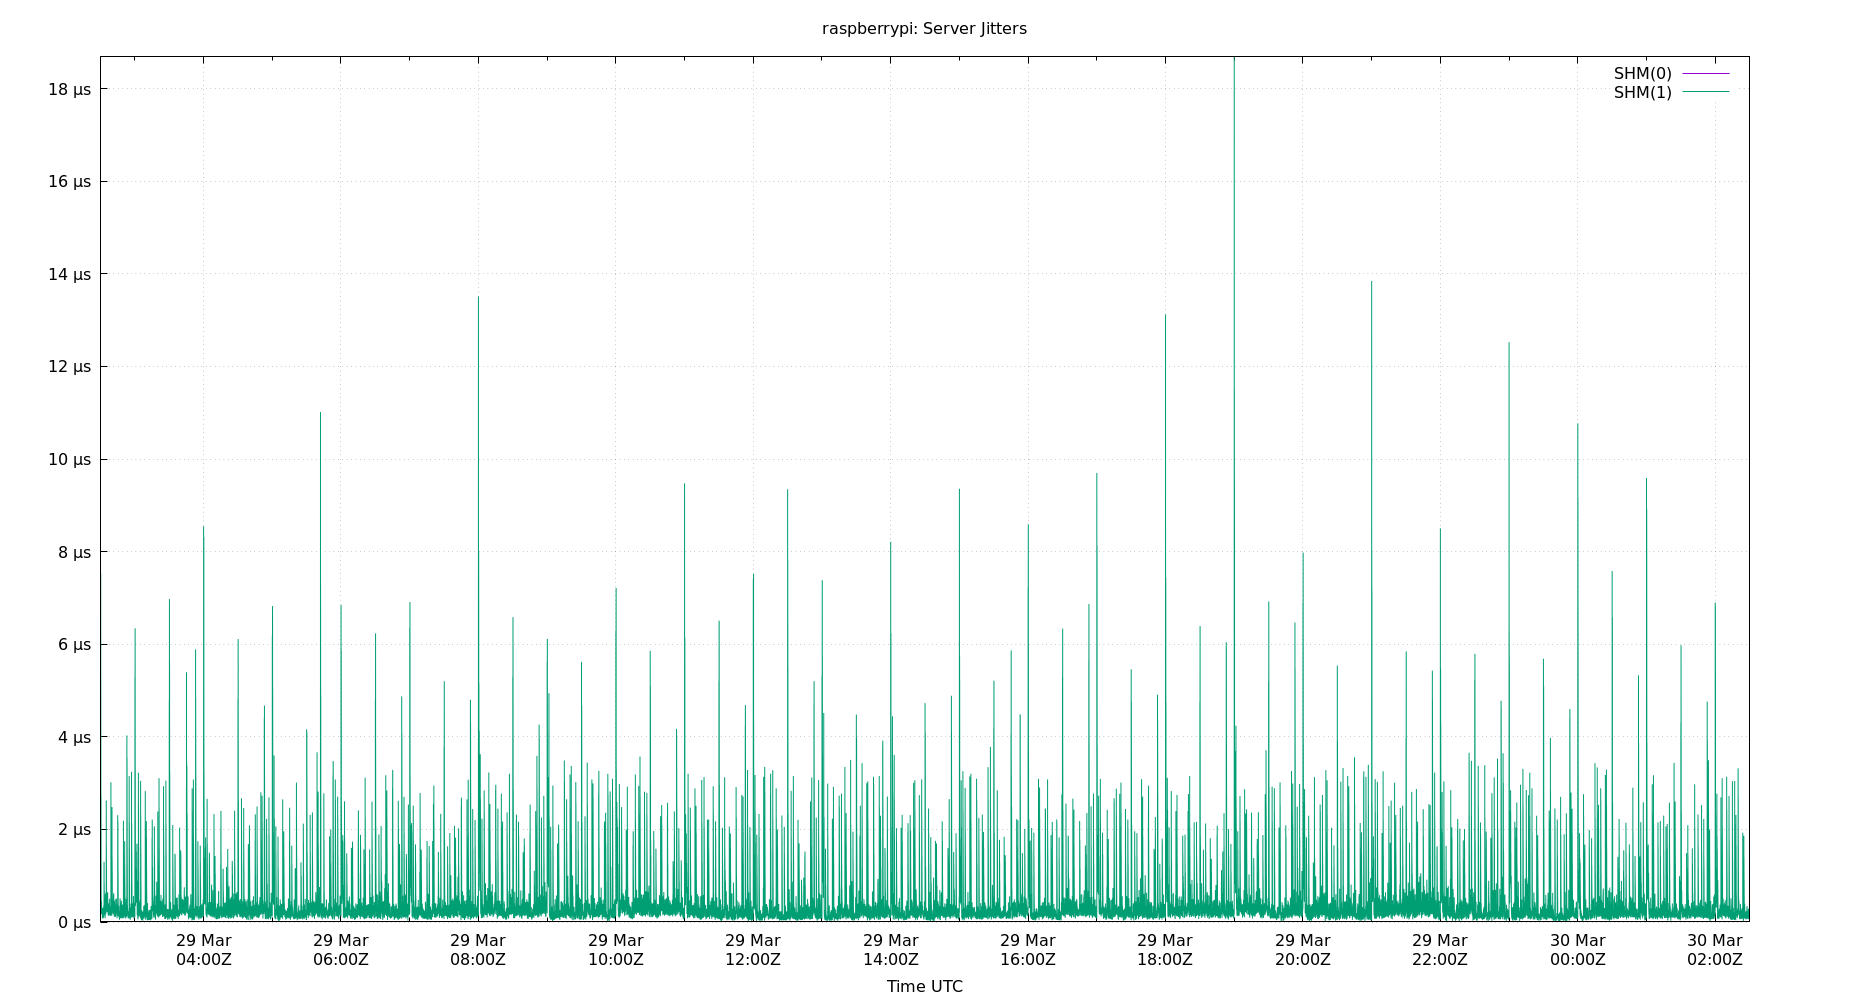 raspberrypi: Server Jitters
SHM(0)
SHM(1)
18 µs
16 µs
14 µs
12 µs
10 µs
8 µs
6 µs
4 µs
2 µs
0 µs
29 Mar 29 Mar 29 Mar 29 Mar 29 Mar 29 Mar 29 Mar 29 Mar 29 Mar 29 Mar 30 Mar 30 Mar
04:00Z 06:00Z 08:00Z 10:00Z 12:00Z 14:00Z 16:00Z 18:00Z 20:00Z 22:00Z 00:00Z 02:00Z
Time UTC